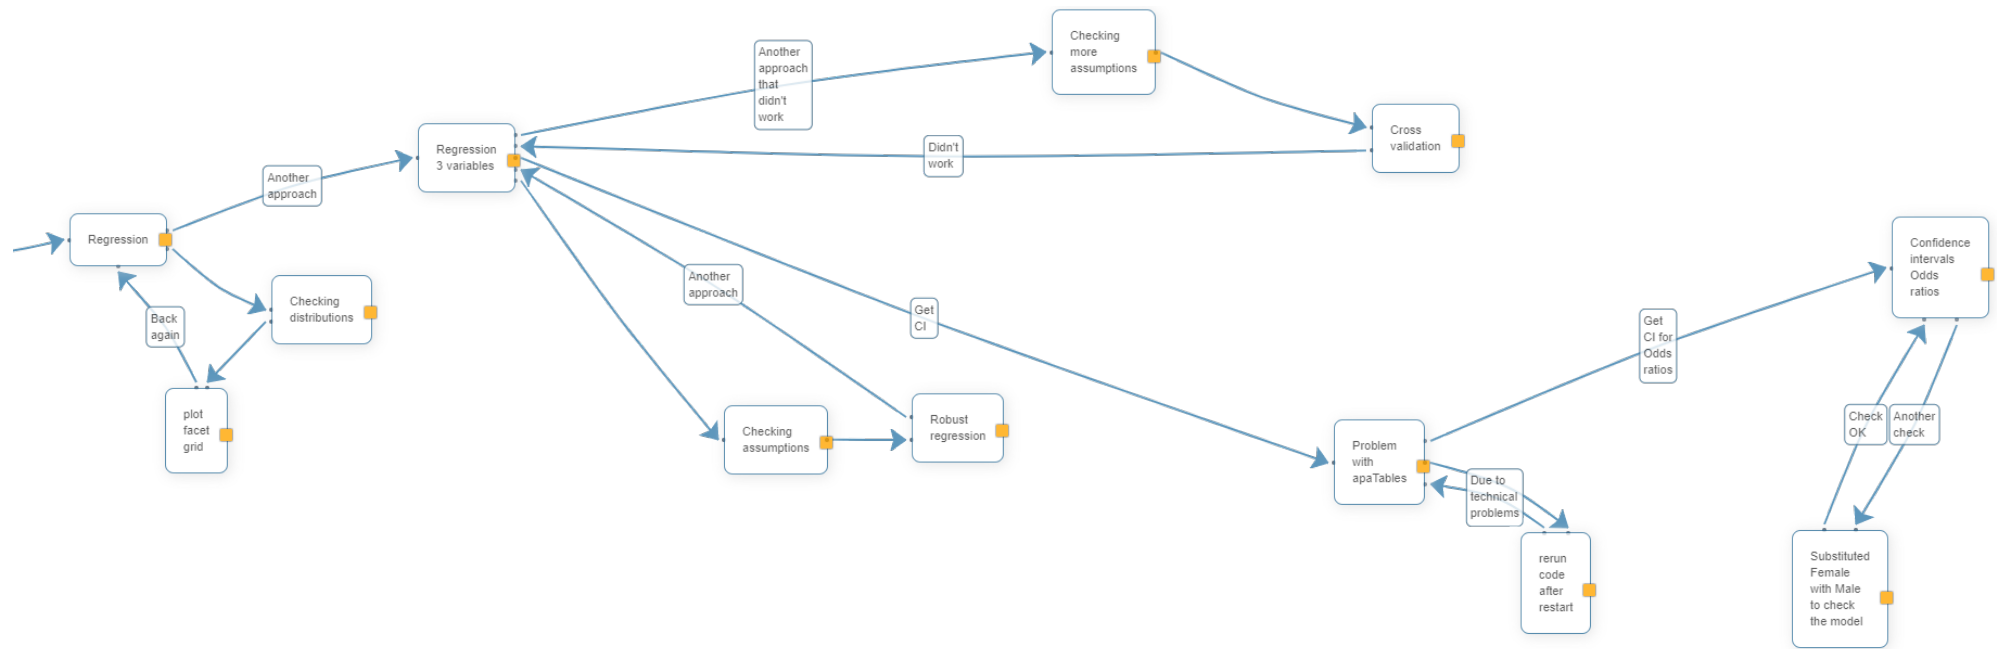 Checking
more
assumptions
Another
approach
that
didn't
work
Cross
validation
Didn't
work
Regression
3 variables
Another
approach
Regression
Checking
distributions
Back
again
plot
facet
grid
Another
approach
Get
CI
Checking
assumptions
Robust
regression
Problem
with
apaTables
Due to
technical
problems
rerun
code
after
restart
Get
CI for
Odds
ratios
Confidence
intervals
Odds
ratios
Check
OK
Another
check
Substituted
Female
with Male
to check
the model